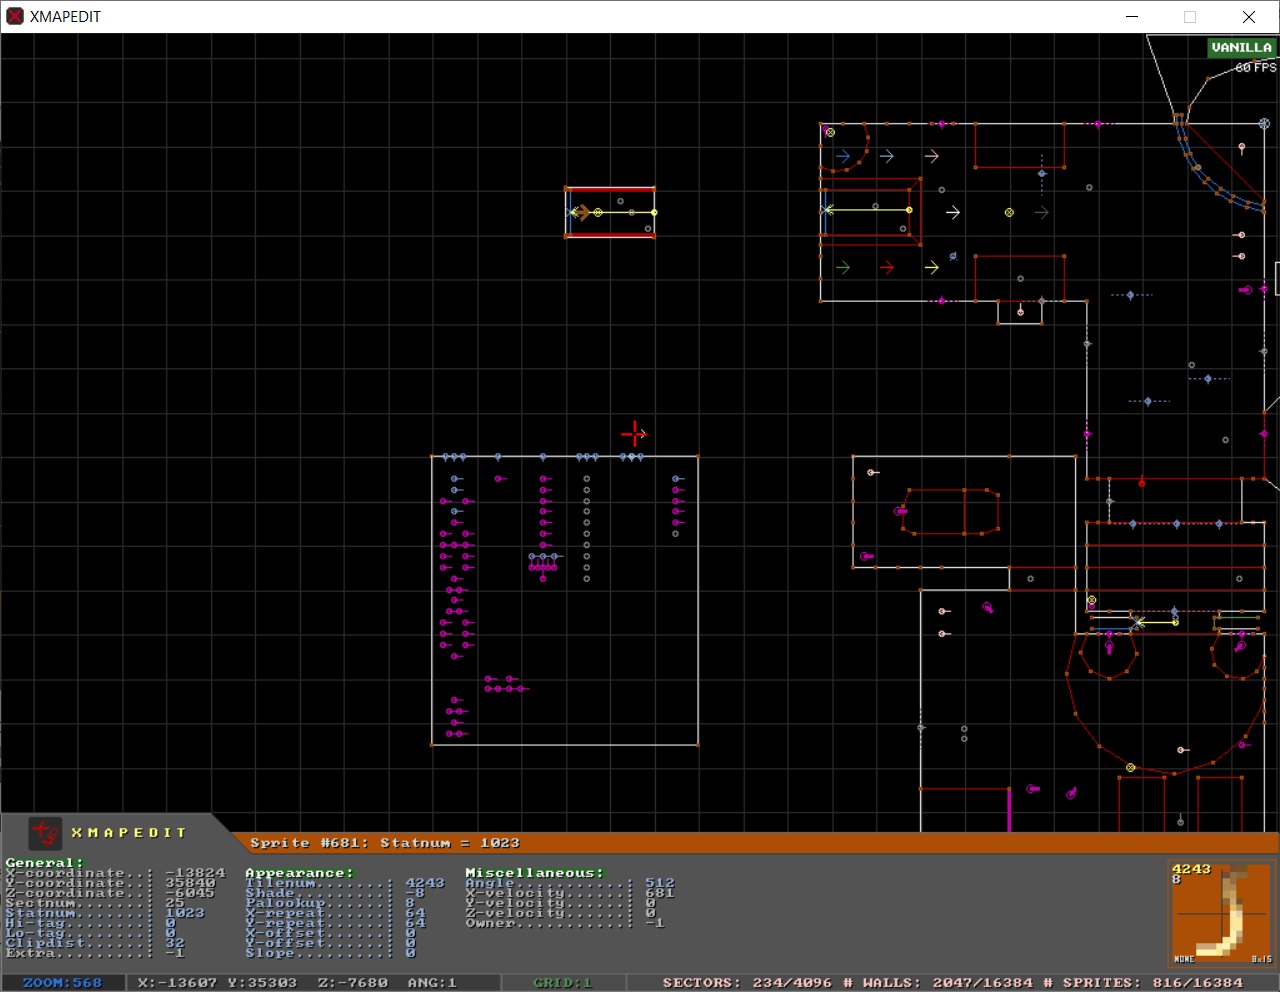 XMAPEDIT
VANILLA
60 FPS
XMAPEDIT
Sprite #681: Statnum = 1023
General:
X-coordinate..: -13824
Y-coordinate..: 35840
Z-coordinate..: -6045
Sectnum.......: 25
Statnum.......: 1023
Hi-tag........: 0
Lo-tag........: 0
Clipdist......: 32
Extra.........: -1
Appearance:
Tilenum.......: 4243
Shade.........: -8
Palookup......: 8
X-repeat......: 64
Y-repeat......: 64
X-offset......: 0
Y-offset......: 0
Slope.........: 0
Miscellaneous:
Angle..........: 512
X-velocity.....: 681
Y-velocity.....: 0
Z-velocity.....: 0
Owner..........: -1
4243
8
NONE 8x15
ZOOM:568 X:-13607 Y:35303 Z:-7680 ANG:1 GRID:1 SECTORS: 234/4096 # WALLS: 2047/16384 # SPRITES: 816/16384